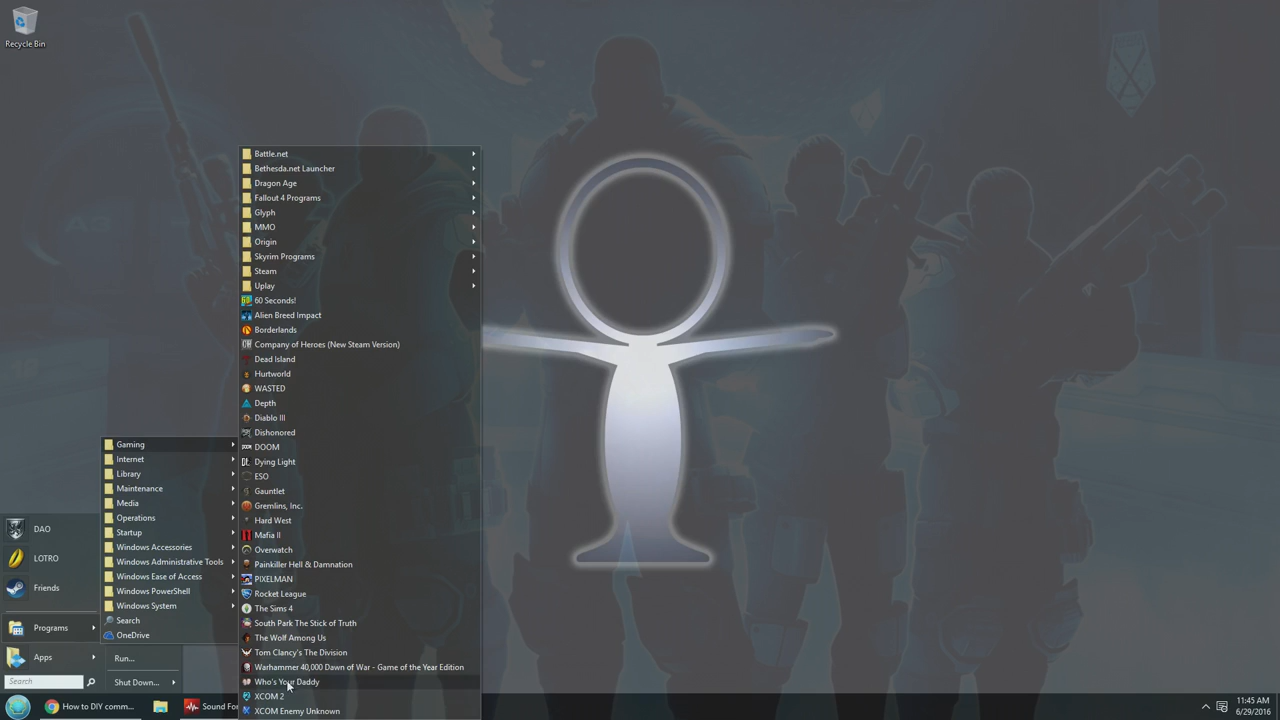 Recycle Bin
Battle.net
Bethesda.net Launcher
Dragon Age
Fallout 4 Programs
Glyph
MMO
Origin
Skyrim Programs
Steam
Uplay
60 Seconds!
Alien Breed Impact
Borderlands
Company of Heroes (New Steam Version)
Dead Island
Hurtworld
WASTED
Depth
Diablo III
Dishonored
DOOM
Dying Light
ESO
Gauntlet
Gremlins, Inc.
Hard West
Mafia II
Overwatch
Painkiller Hell & Damnation
PIXELMAN
Rocket League
The Sims 4
South Park The Stick of Truth
The Wolf Among Us
Tom Clancy's The Division
Warhammer 40,000 Dawn of War - Game of the Year Edition
Who's Your Daddy
XCOM 2
XCOM Enemy Unknown
Gaming
Internet
Library
Maintenance
Media
Operations
Startup
Windows Accessories
Windows Administrative Tools
Windows Ease of Access
Windows PowerShell
Windows System
Search
OneDrive
DAO
LOTRO
Friends
Programs
Apps
Search
Run...
Shut Down...
How to DIY comm...
Sound For
11:45 AM
6/29/2016